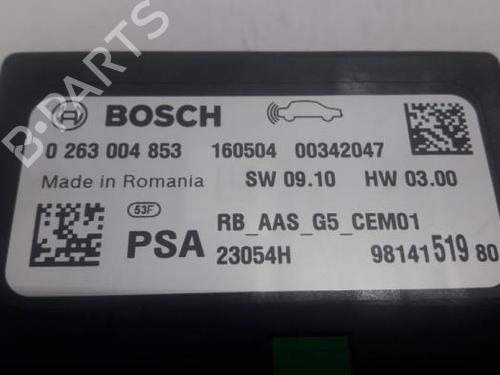 B-PARTS
BOSCH
0 263 004 853 160504 00342047
Made in Romania SW 09.10 HW 03.00
53F
PSA RB_AAS_G5_CEM01
23054H 98141519 80